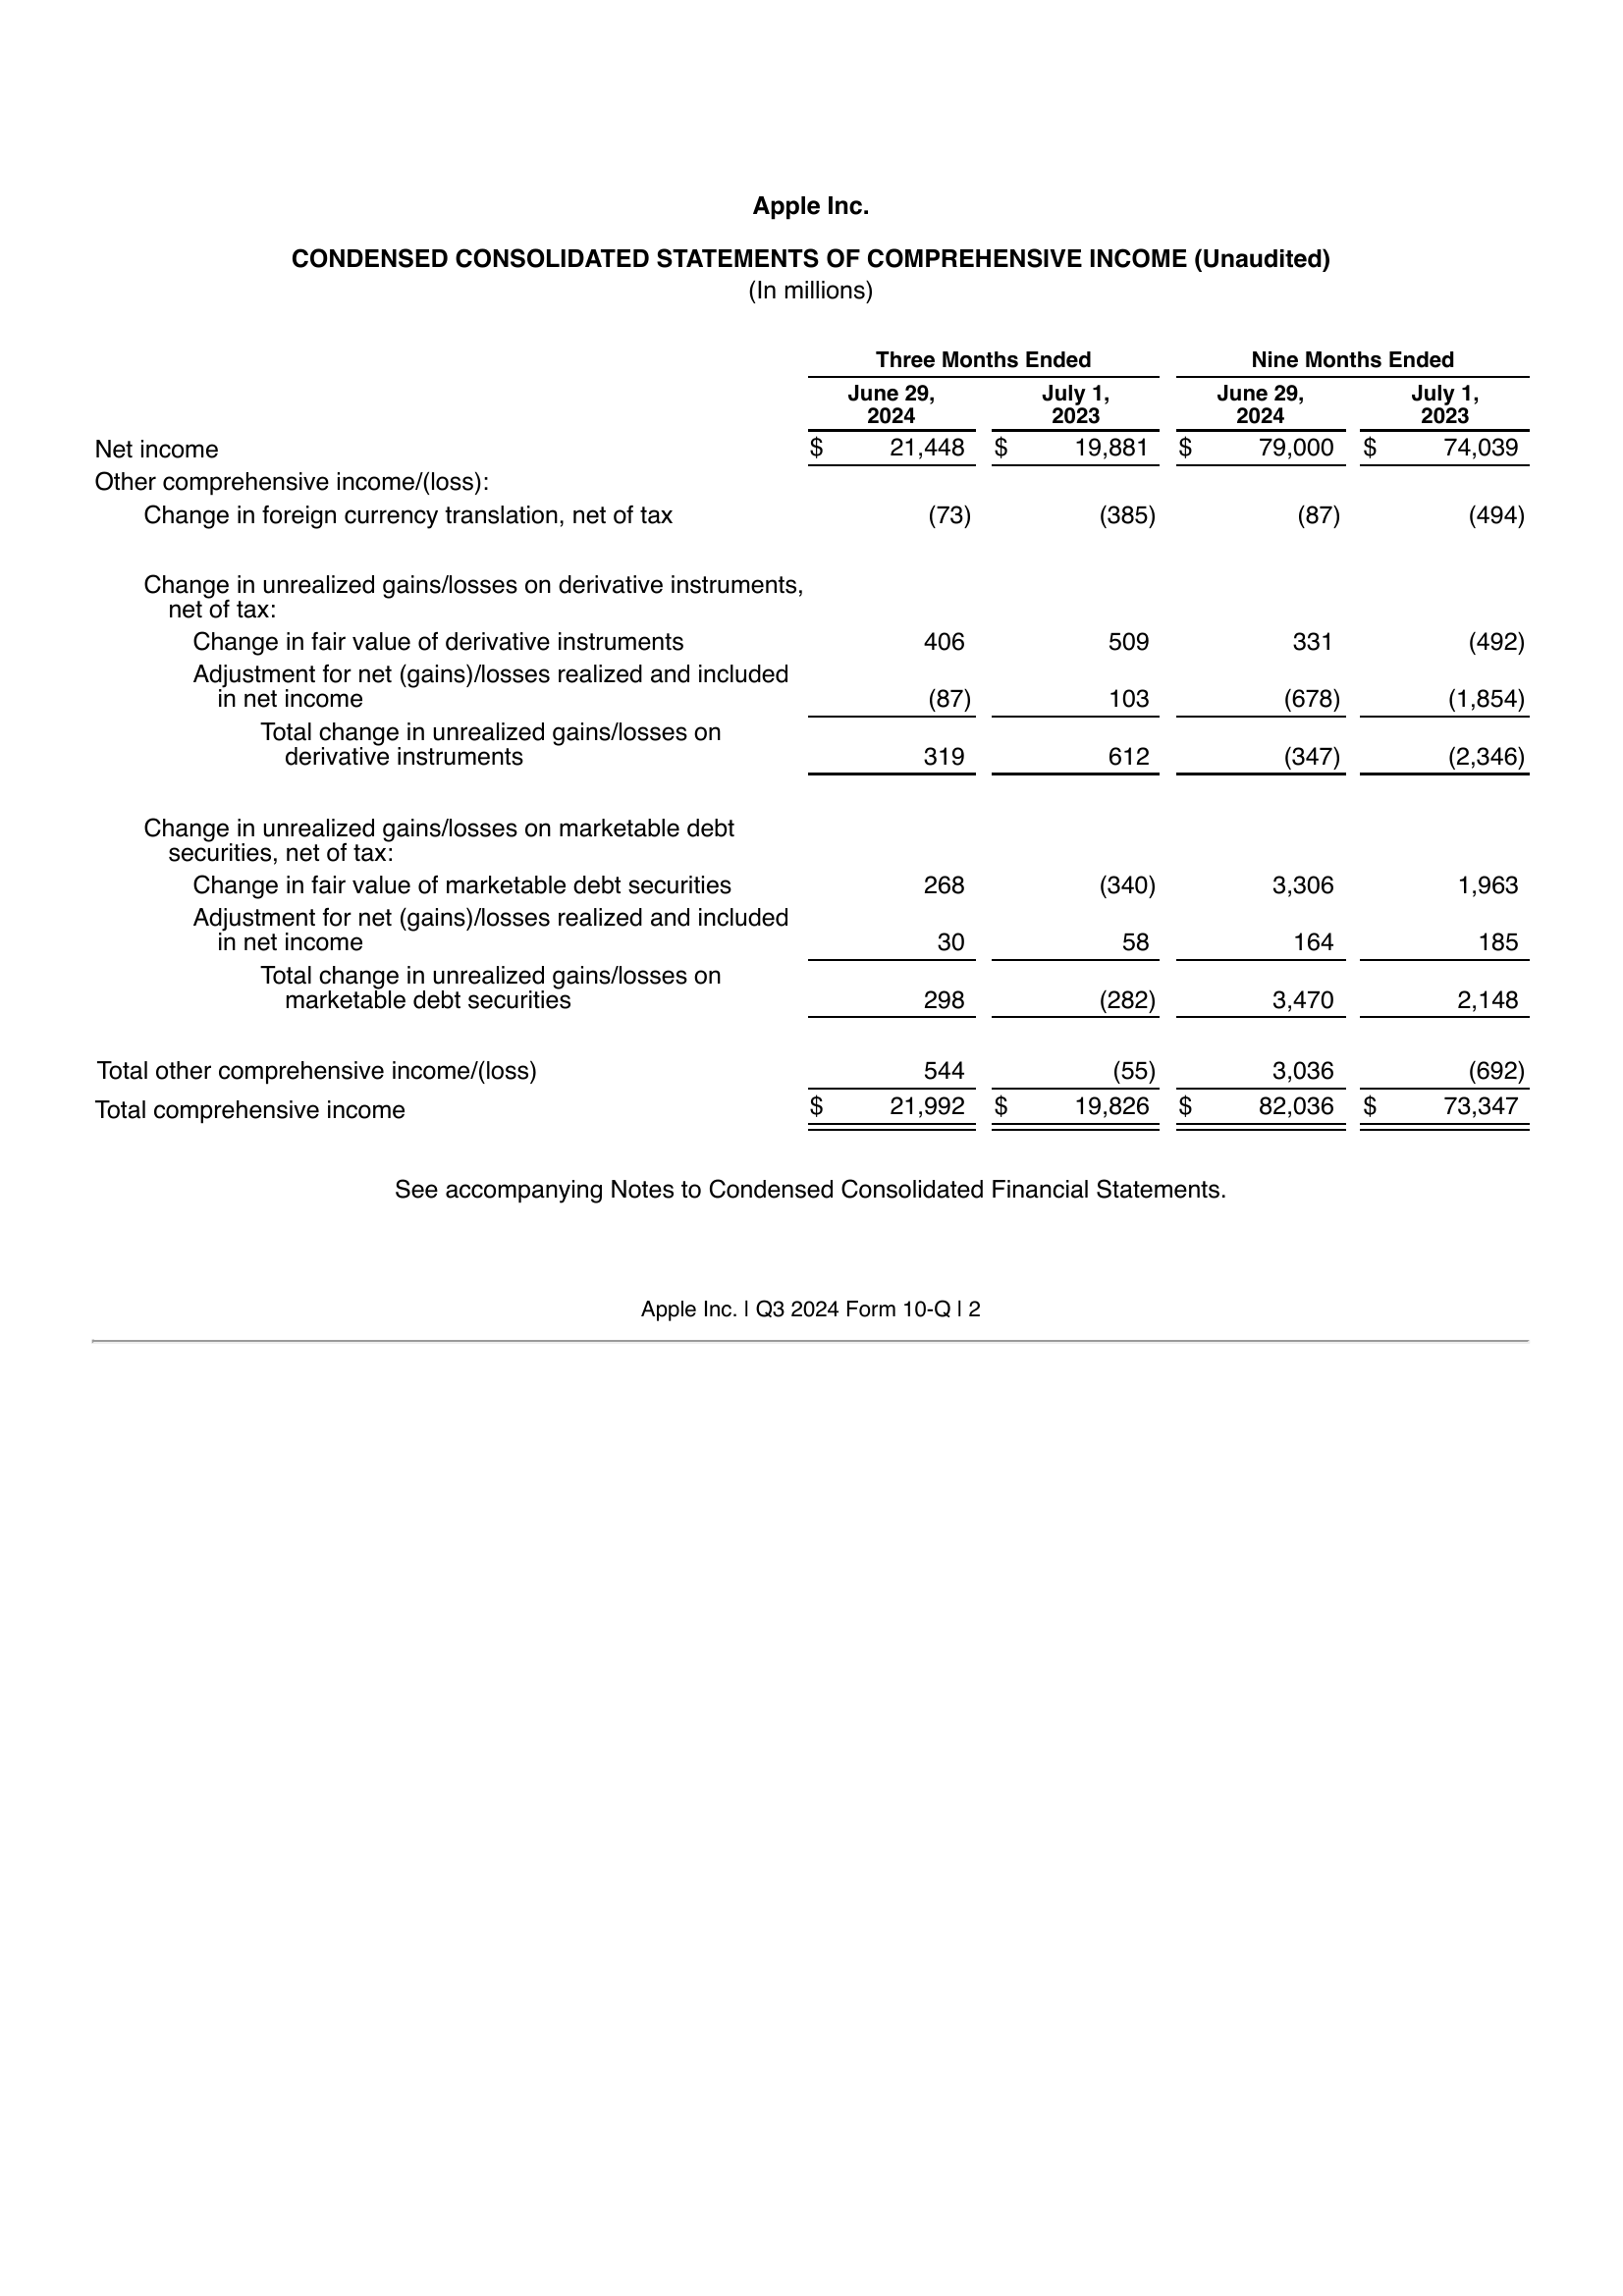 Apple Inc.
CONDENSED CONSOLIDATED STATEMENTS OF COMPREHENSIVE INCOME (Unaudited)
(In millions)
Three Months Ended Nine Months Ended
June 29, July 1, June 29, July 1,
2024 2023 2024 2023
Net income $ 21,448 $ 19,881 $ 79,000 $ 74,039
Other comprehensive income/(loss):
Change in foreign currency translation, net of tax (73) (385) (87) (494)
Change in unrealized gains/losses on derivative instruments,
net of tax:
Change in fair value of derivative instruments 406 509 331 (492)
Adjustment for net (gains)/losses realized and included
in net income (87) 103 (678) (1,854)
Total change in unrealized gains/losses on
derivative instruments 319 612 (347) (2,346)
Change in unrealized gains/losses on marketable debt
securities, net of tax:
Change in fair value of marketable debt securities 268 (340) 3,306 1,963
Adjustment for net (gains)/losses realized and included
in net income 30 58 164 185
Total change in unrealized gains/losses on
marketable debt securities 298 (282) 3,470 2,148
Total other comprehensive income/(loss) 544 (55) 3,036 (692)
Total comprehensive income $ 21,992 $ 19,826 $ 82,036 $ 73,347
See accompanying Notes to Condensed Consolidated Financial Statements.
Apple Inc. | Q3 2024 Form 10-Q | 2